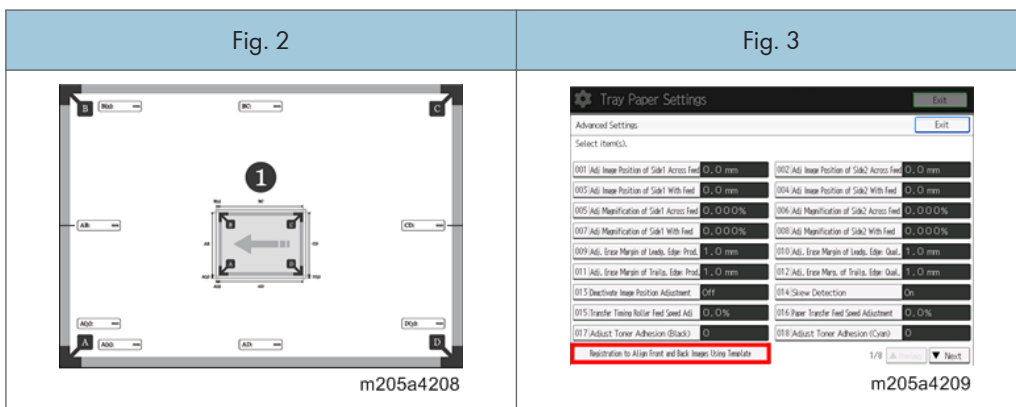 Fig. 2
Fig. 3
B
BC:
C
1
AB:
CD:
B
C
A
D
A
D
AD:
m205a4208
Tray Paper Settings
Exit
Advanced Settings
Exit
Select item(s).
001 Adj Image Position of Side1 Across Feed 0.0 mm
002 Adj Image Position of Side2 Across Feed 0.0 mm
003 Adj Image Position of Side1 With Feed 0.0 mm
004 Adj Image Position of Side2 With Feed 0.0 mm
005 Adj Magnification of Side1 Across Feed 0.000%
006 Adj Magnification of Side2 Across Feed 0.000%
007 Adj Magnification of Side1 With Feed 0.000%
008 Adj Magnification of Side2 With Feed 0.000%
009 Adj. Erase Margin of Leadg. Edge: Prod. 1.0 mm
010 Adj. Erase Margin of Leadg. Edge: Qual. 1.0 mm
011 Adj. Erase Margin of Trailg. Edge: Prod. 1.0 mm
012 Adj. Erase Marg. of Trailg. Edge: Qual. 1.0 mm
013 Deactivate Image Position Adjustment Off
014 Skew Detection On
015 Transfer Timing Roller Feed Speed Adj 0.0%
016 Paper Transfer Feed Speed Adjustment 0.0%
017 Adjust Toner Adhesion (Black) 0
018 Adjust Toner Adhesion (Cyan) 0
Registration to Align Front and Back Images Using Template
1/8
▼ Next
m205a4209